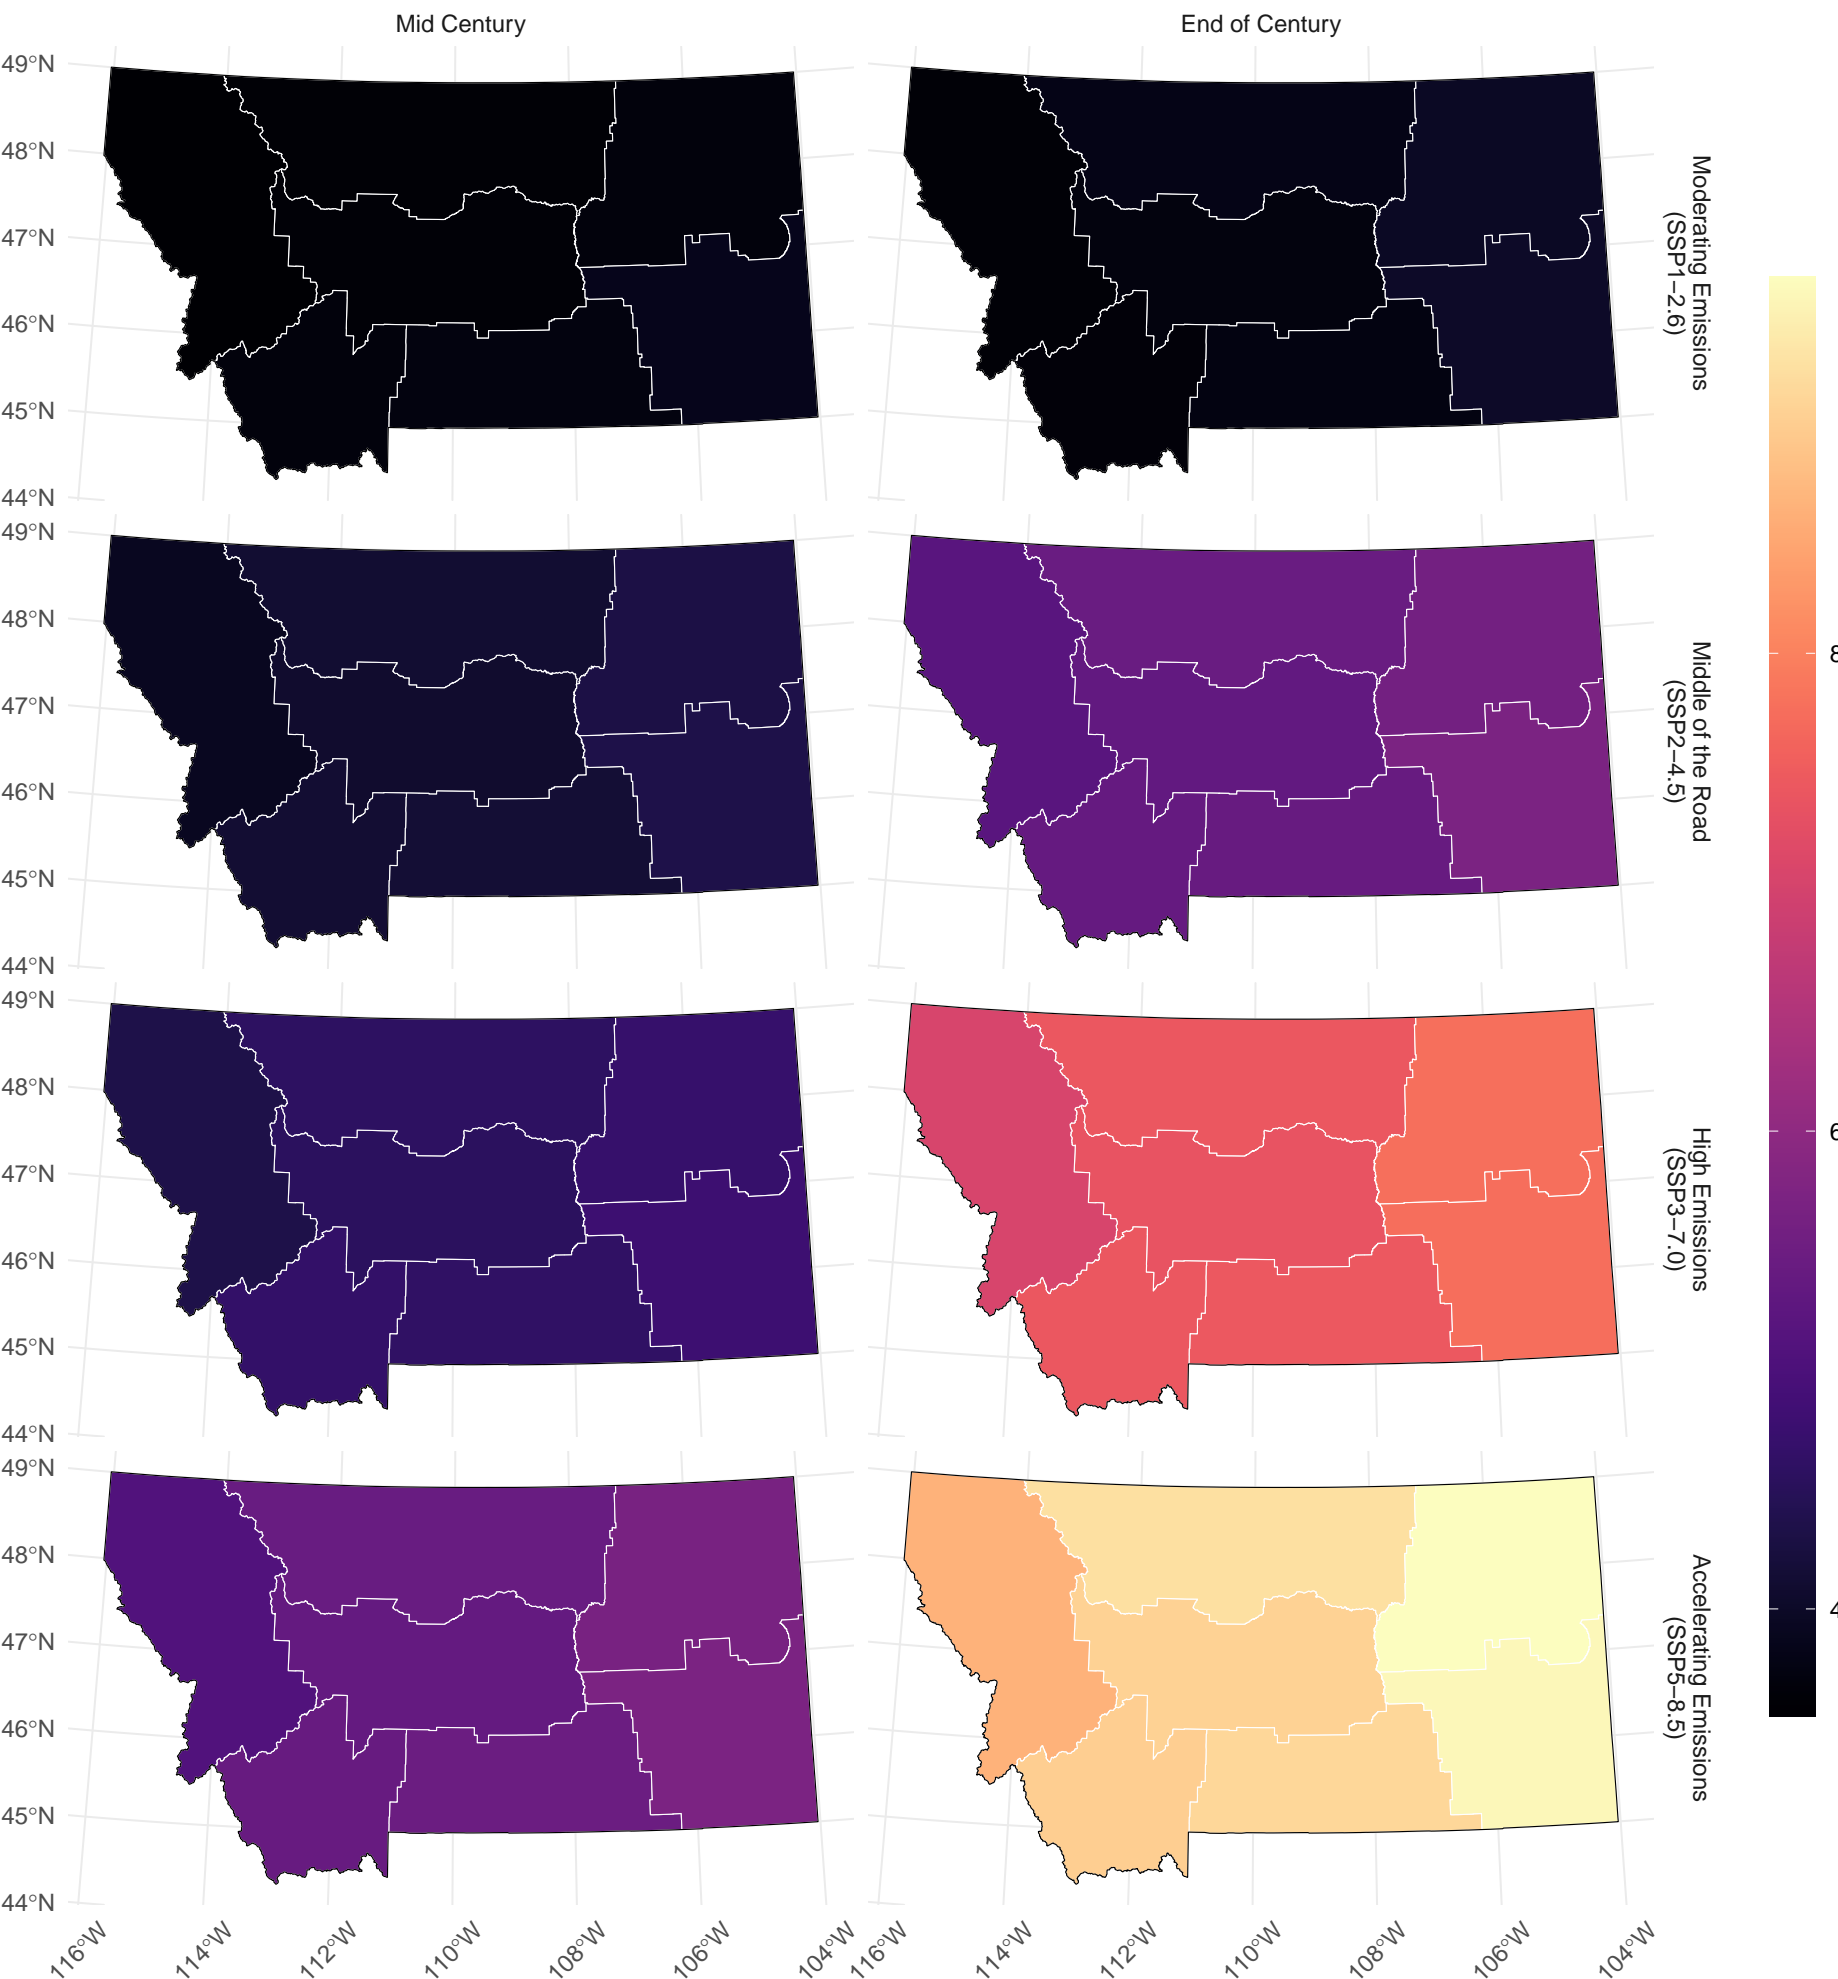 Mid Century
End of Century
49°N
48°N
47°N
46°N
45°N
44°N
Moderating Emissions
(SSP1–2.6)
49°N
48°N
47°N
46°N
45°N
44°N
Middle of the Road
(SSP2–4.5)
49°N
48°N
47°N
46°N
45°N
44°N
High Emissions
(SSP3–7.0)
49°N
48°N
47°N
46°N
45°N
44°N
Accelerating Emissions
(SSP5–8.5)
116°W
114°W
112°W
110°W
108°W
106°W
104°W
116°W
114°W
112°W
110°W
108°W
106°W
104°W
8
6
4